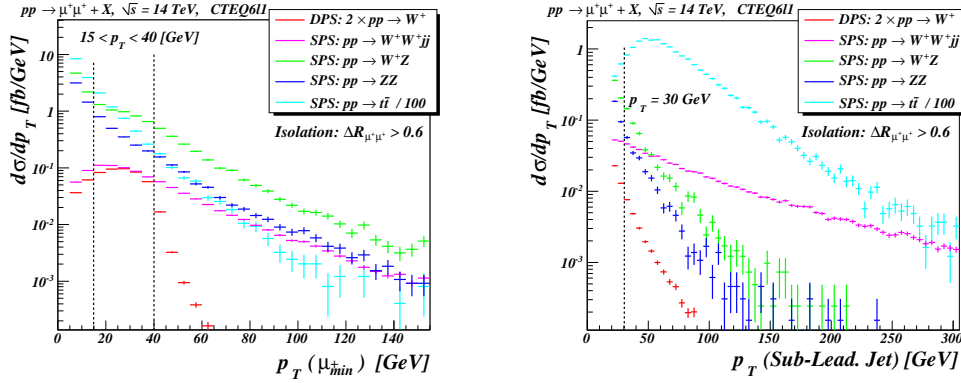 pp → μ⁺μ⁺ + X, √s = 14 TeV, CTEQ6l1
dσ/dp_T [fb/GeV]
15 < p_T < 40 [GeV]
DPS: 2 × pp → W⁺
SPS: pp → W⁺W⁺jj
SPS: pp → W⁺Z
SPS: pp → ZZ
SPS: pp → tt̄ / 100
Isolation: ΔR_μ⁺μ⁺ > 0.6
10
1
10⁻¹
10⁻²
10⁻³
0 20 40 60 80 100 120 140
p_T (μ⁺_min) [GeV]
pp → μ⁺μ⁺ + X, √s = 14 TeV, CTEQ6l1
dσ/dp_T [fb/GeV]
DPS: 2 × pp → W⁺
SPS: pp → W⁺W⁺jj
SPS: pp → W⁺Z
SPS: pp → ZZ
SPS: pp → tt̄ / 100
p_T = 30 GeV
Isolation: ΔR_μ⁺μ⁺ > 0.6
1
10⁻¹
10⁻²
10⁻³
0 50 100 150 200 250 300
p_T (Sub-Lead. Jet) [GeV]